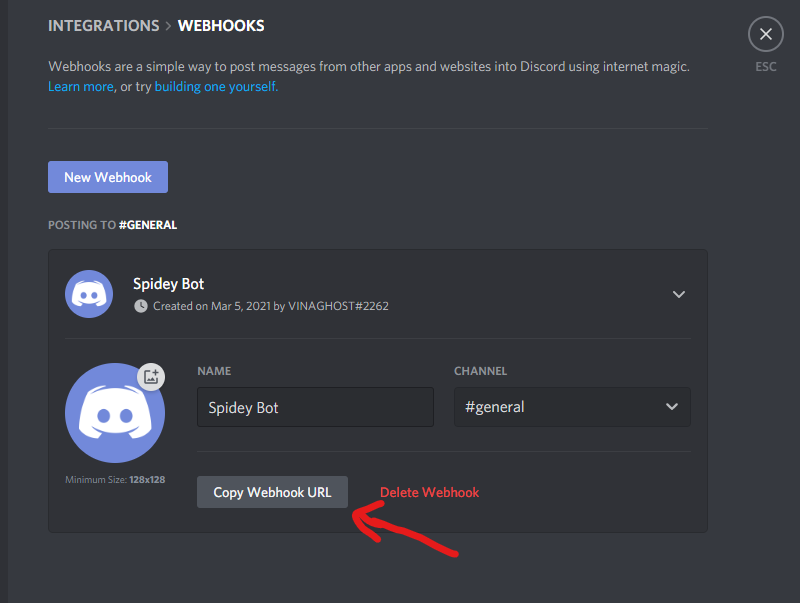 INTEGRATIONS > WEBHOOKS
ESC
Webhooks are a simple way to post messages from other apps and websites into Discord using internet magic.
Learn more, or try building one yourself.
New Webhook
POSTING TO #GENERAL
Spidey Bot
Created on Mar 5, 2021 by VINAGHOST#2262
NAME
CHANNEL
Spidey Bot
#general
Minimum Size: 128x128
Copy Webhook URL
Delete Webhook